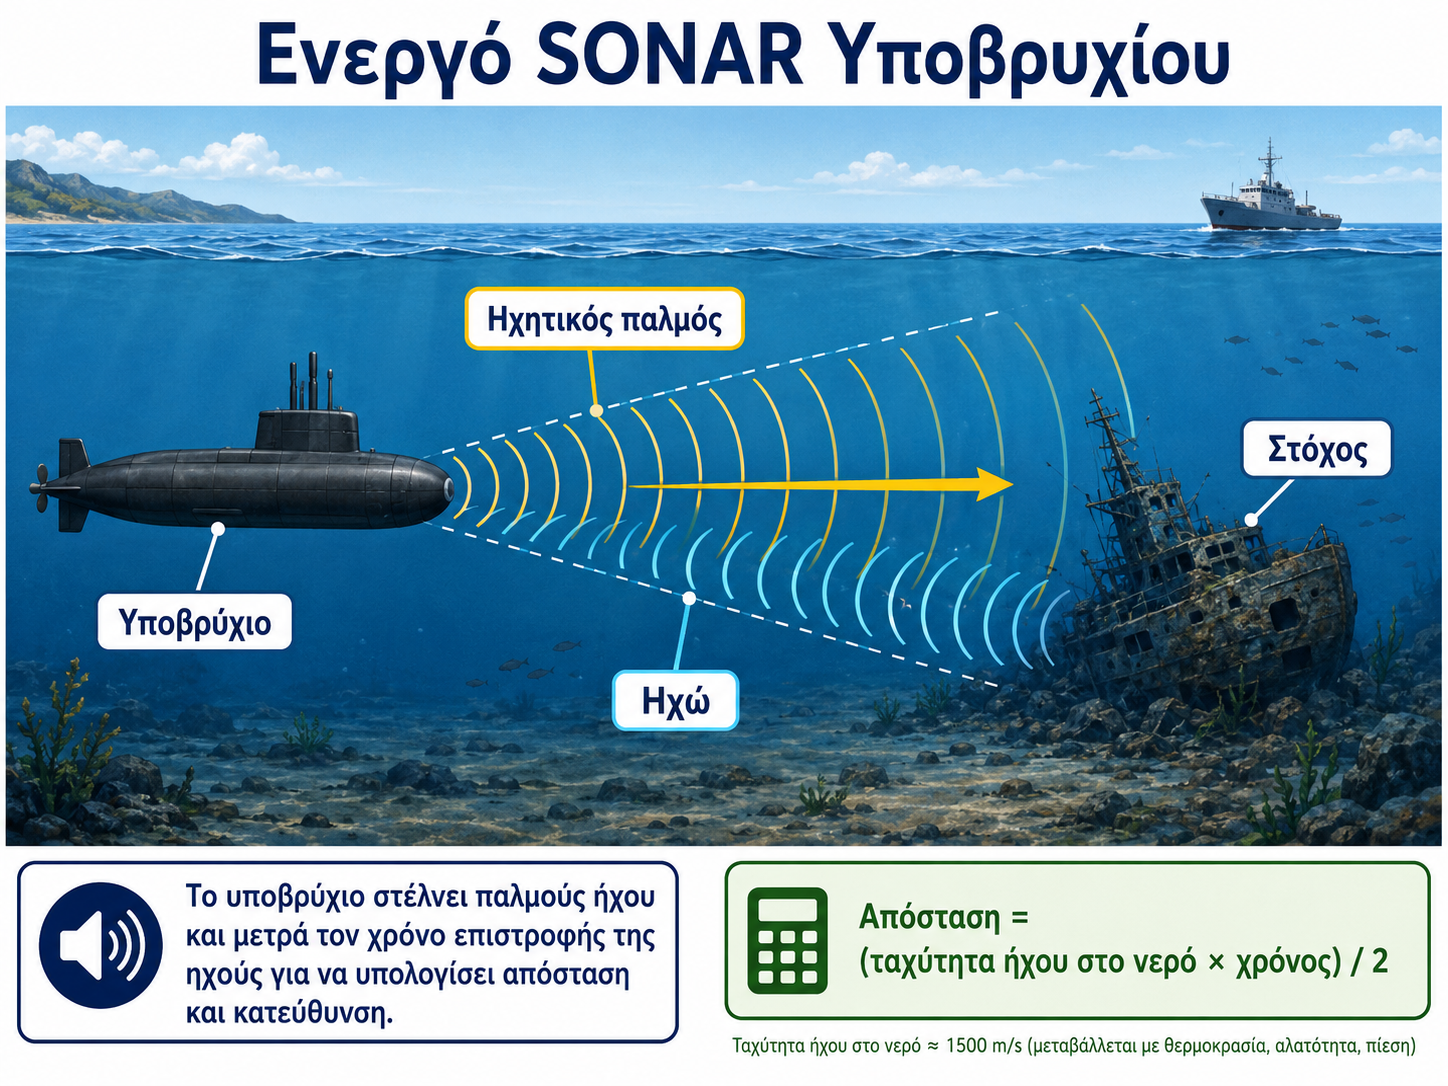 Ενεργό SONAR Υποβρυχίου
Ηχητικός παλμός
Στόχος
Υποβρύχιο
Ηχώ
Το υποβρύχιο στέλνει παλμούς ήχου
και μετρά τον χρόνο επιστροφής της
ηχούς για να υπολογίσει απόσταση
και κατεύθυνση.
Απόσταση =
(ταχύτητα ήχου στο νερό × χρόνος) / 2
Ταχύτητα ήχου στο νερό ≈ 1500 m/s (μεταβάλλεται με θερμοκρασία, αλατότητα, πίεση)